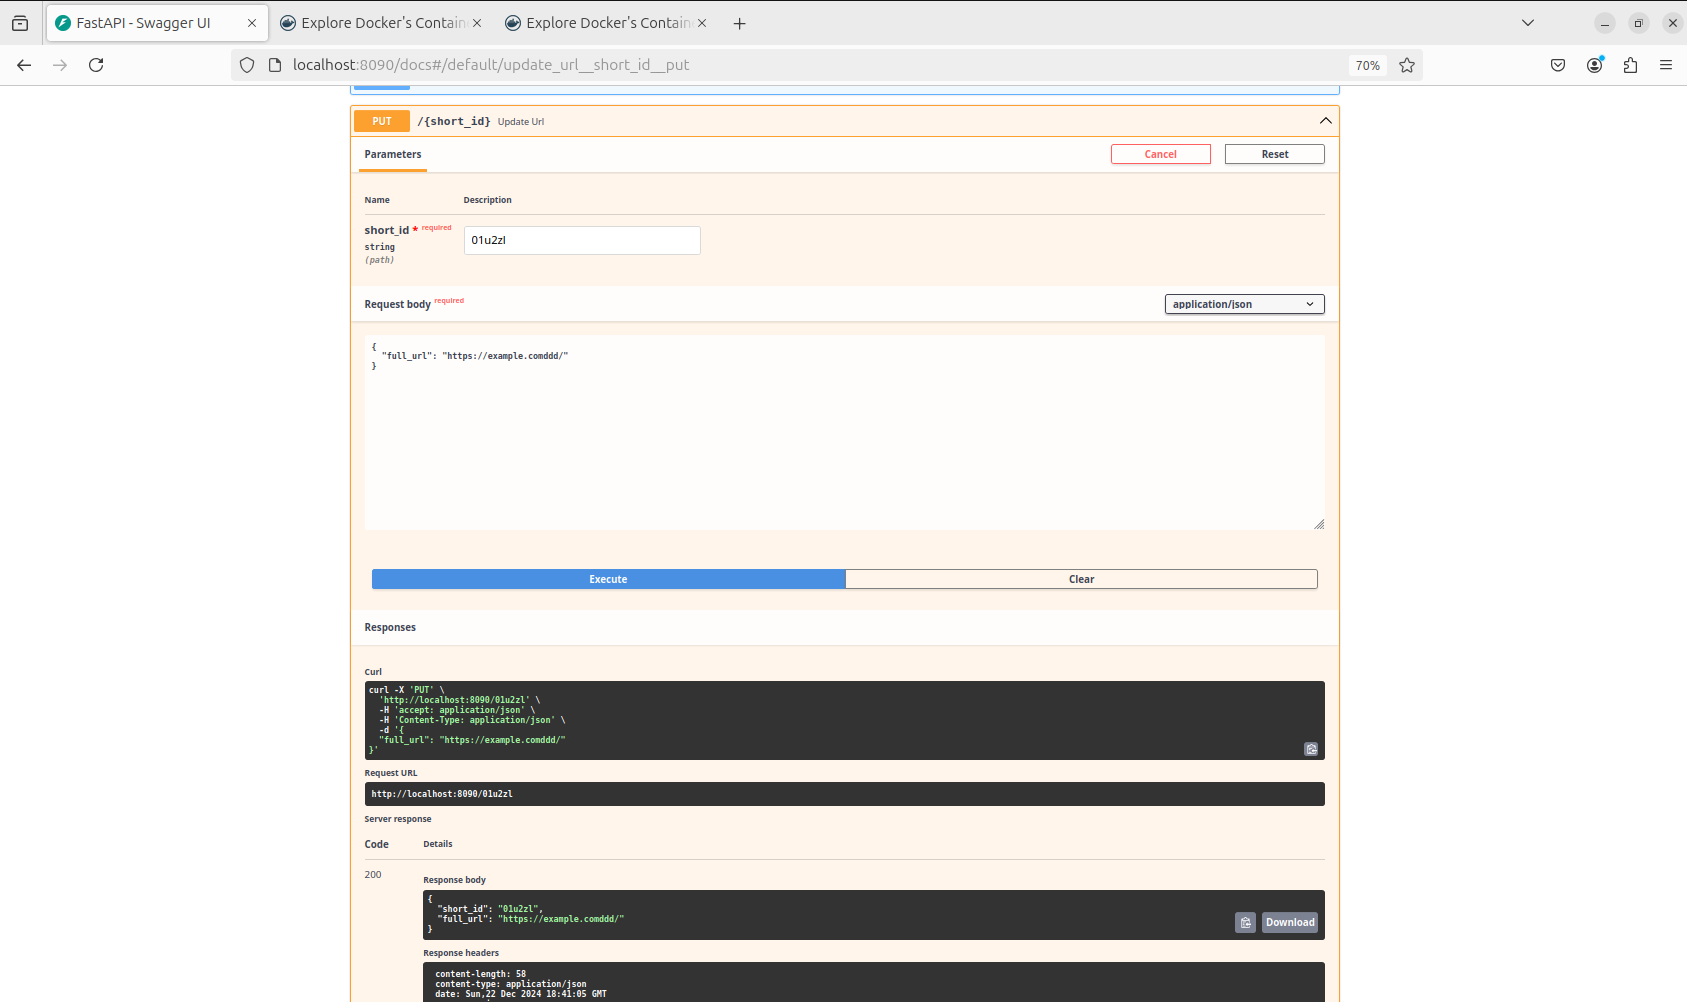 FastAPI - Swagger UI
Explore Docker's Contain
Explore Docker's Contain
localhost:8090/docs#/default/update_url__short_id__put
70%
PUT /{short_id} Update Url
Parameters
Cancel
Reset
Name Description
short_id * required
string
(path)
01u2zl
Request body required
application/json
{
"full_url": "https://example.comddd/"
}
Execute
Clear
Responses
Curl
curl -X 'PUT' \
'http://localhost:8090/01u2zl' \
-H 'accept: application/json' \
-H 'Content-Type: application/json' \
-d '{
"full_url": "https://example.comddd/"
}'
Request URL
http://localhost:8090/01u2zl
Server response
Code Details
200
Response body
{
"short_id": "01u2zl",
"full_url": "https://example.comddd/"
}
Download
Response headers
content-length: 58
content-type: application/json
date: Sun,22 Dec 2024 18:41:05 GMT